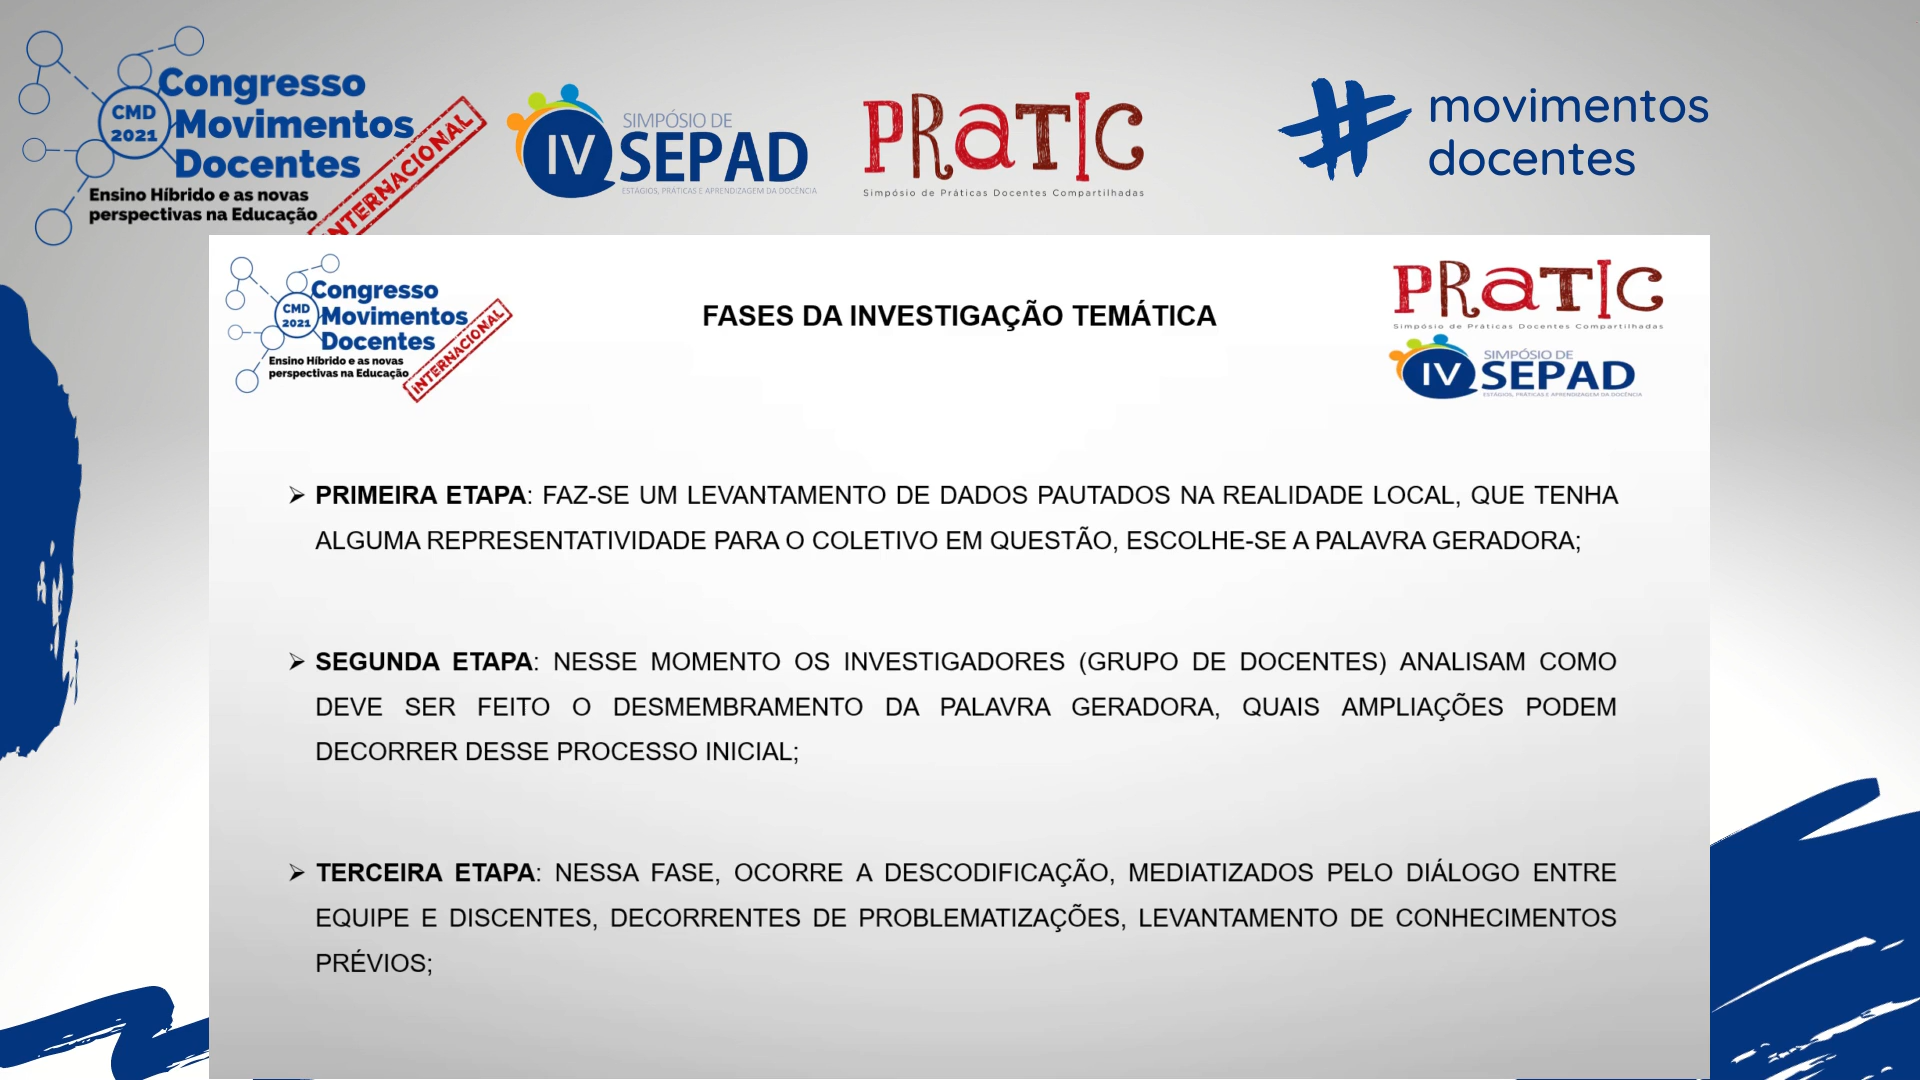 CMD
2021
Congresso
Movimentos
Docentes
Ensino Híbrido e as novas
perspectivas na Educação
INTERNACIONAL
IV
SIMPÓSIO DE
SEPAD
ESTÁGIOS, PRÁTICAS E APRENDIZAGEM DA DOCÊNCIA
PRATIC
Simpósio de Práticas Docentes Compartilhadas
# movimentos
docentes
CMD
2021
Congresso
Movimentos
Docentes
Ensino Híbrido e as novas
perspectivas na Educação
INTERNACIONAL
FASES DA INVESTIGAÇÃO TEMÁTICA
PRATIC
Simpósio de Práticas Docentes Compartilhadas
IV
SIMPÓSIO DE
SEPAD
ESTÁGIOS, PRÁTICAS E APRENDIZAGEM DA DOCÊNCIA
➢ PRIMEIRA ETAPA: FAZ-SE UM LEVANTAMENTO DE DADOS PAUTADOS NA REALIDADE LOCAL, QUE TENHA
ALGUMA REPRESENTATIVIDADE PARA O COLETIVO EM QUESTÃO, ESCOLHE-SE A PALAVRA GERADORA;
➢ SEGUNDA ETAPA: NESSE MOMENTO OS INVESTIGADORES (GRUPO DE DOCENTES) ANALISAM COMO
DEVE SER FEITO O DESMEMBRAMENTO DA PALAVRA GERADORA, QUAIS AMPLIAÇÕES PODEM
DECORRER DESSE PROCESSO INICIAL;
➢ TERCEIRA ETAPA: NESSA FASE, OCORRE A DESCODIFICAÇÃO, MEDIATIZADOS PELO DIÁLOGO ENTRE
EQUIPE E DISCENTES, DECORRENTES DE PROBLEMATIZAÇÕES, LEVANTAMENTO DE CONHECIMENTOS
PRÉVIOS;